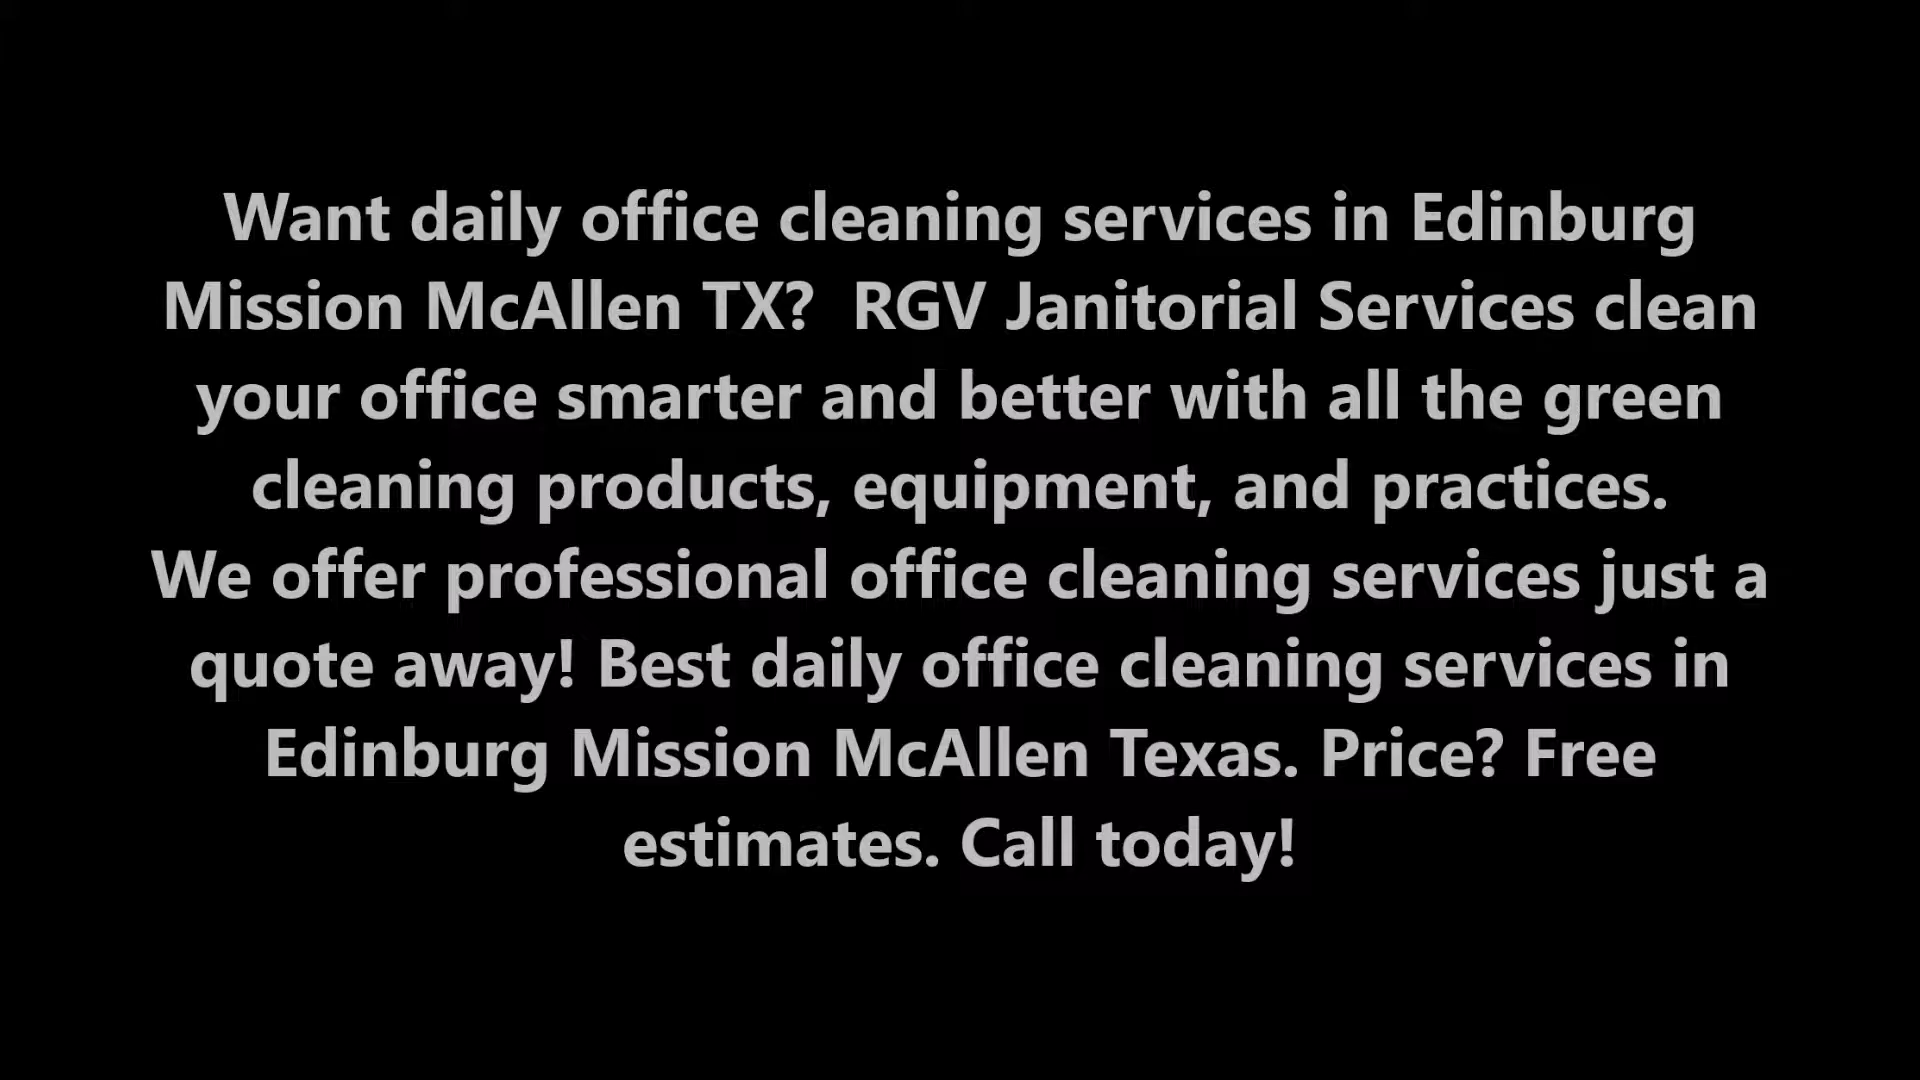 Want daily office cleaning services in Edinburg
Mission McAllen TX?  RGV Janitorial Services clean
your office smarter and better with all the green
cleaning products, equipment, and practices.
We offer professional office cleaning services just a
quote away! Best daily office cleaning services in
Edinburg Mission McAllen Texas. Price? Free
estimates. Call today!